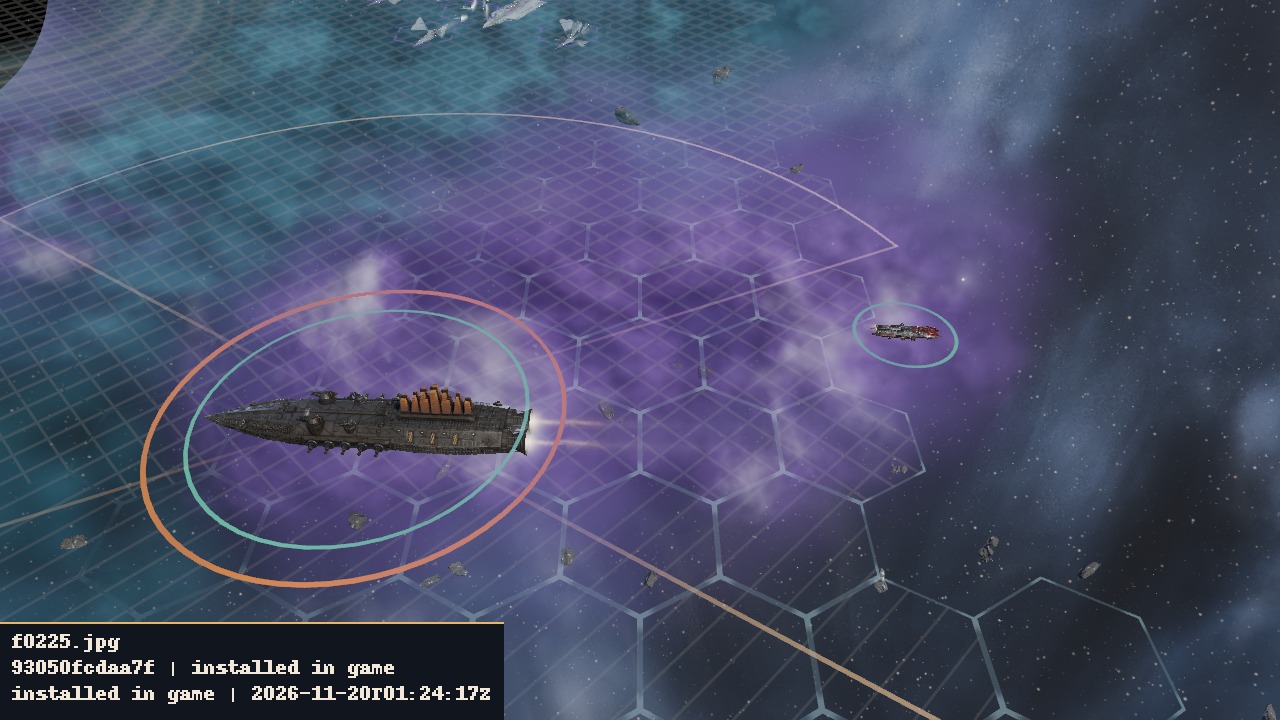 f0225.jpg
93050fcdaa7f | installed in game
installed in game | 2026-11-20T01:24:17Z